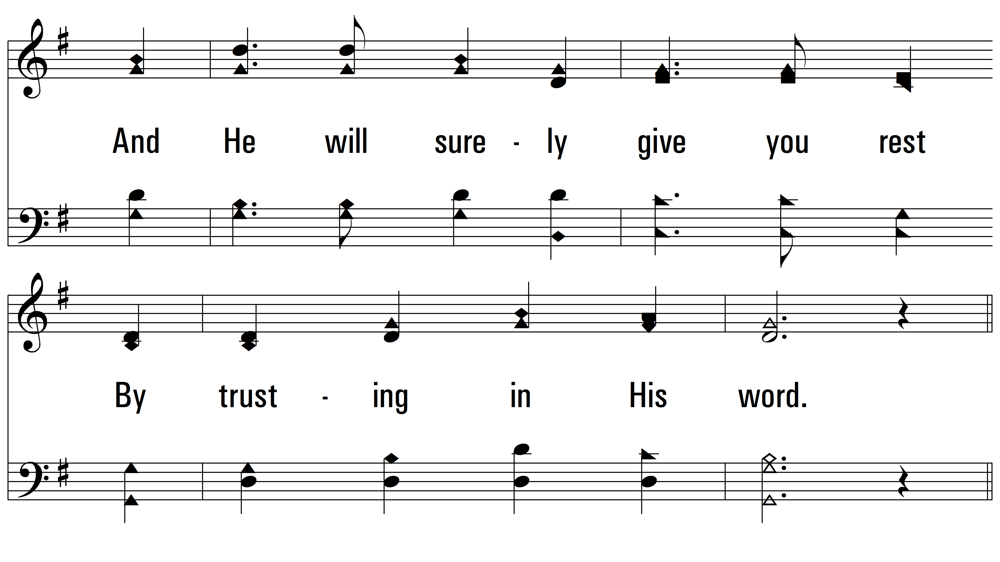 And He will sure - ly give you rest
By trust - ing in His word.